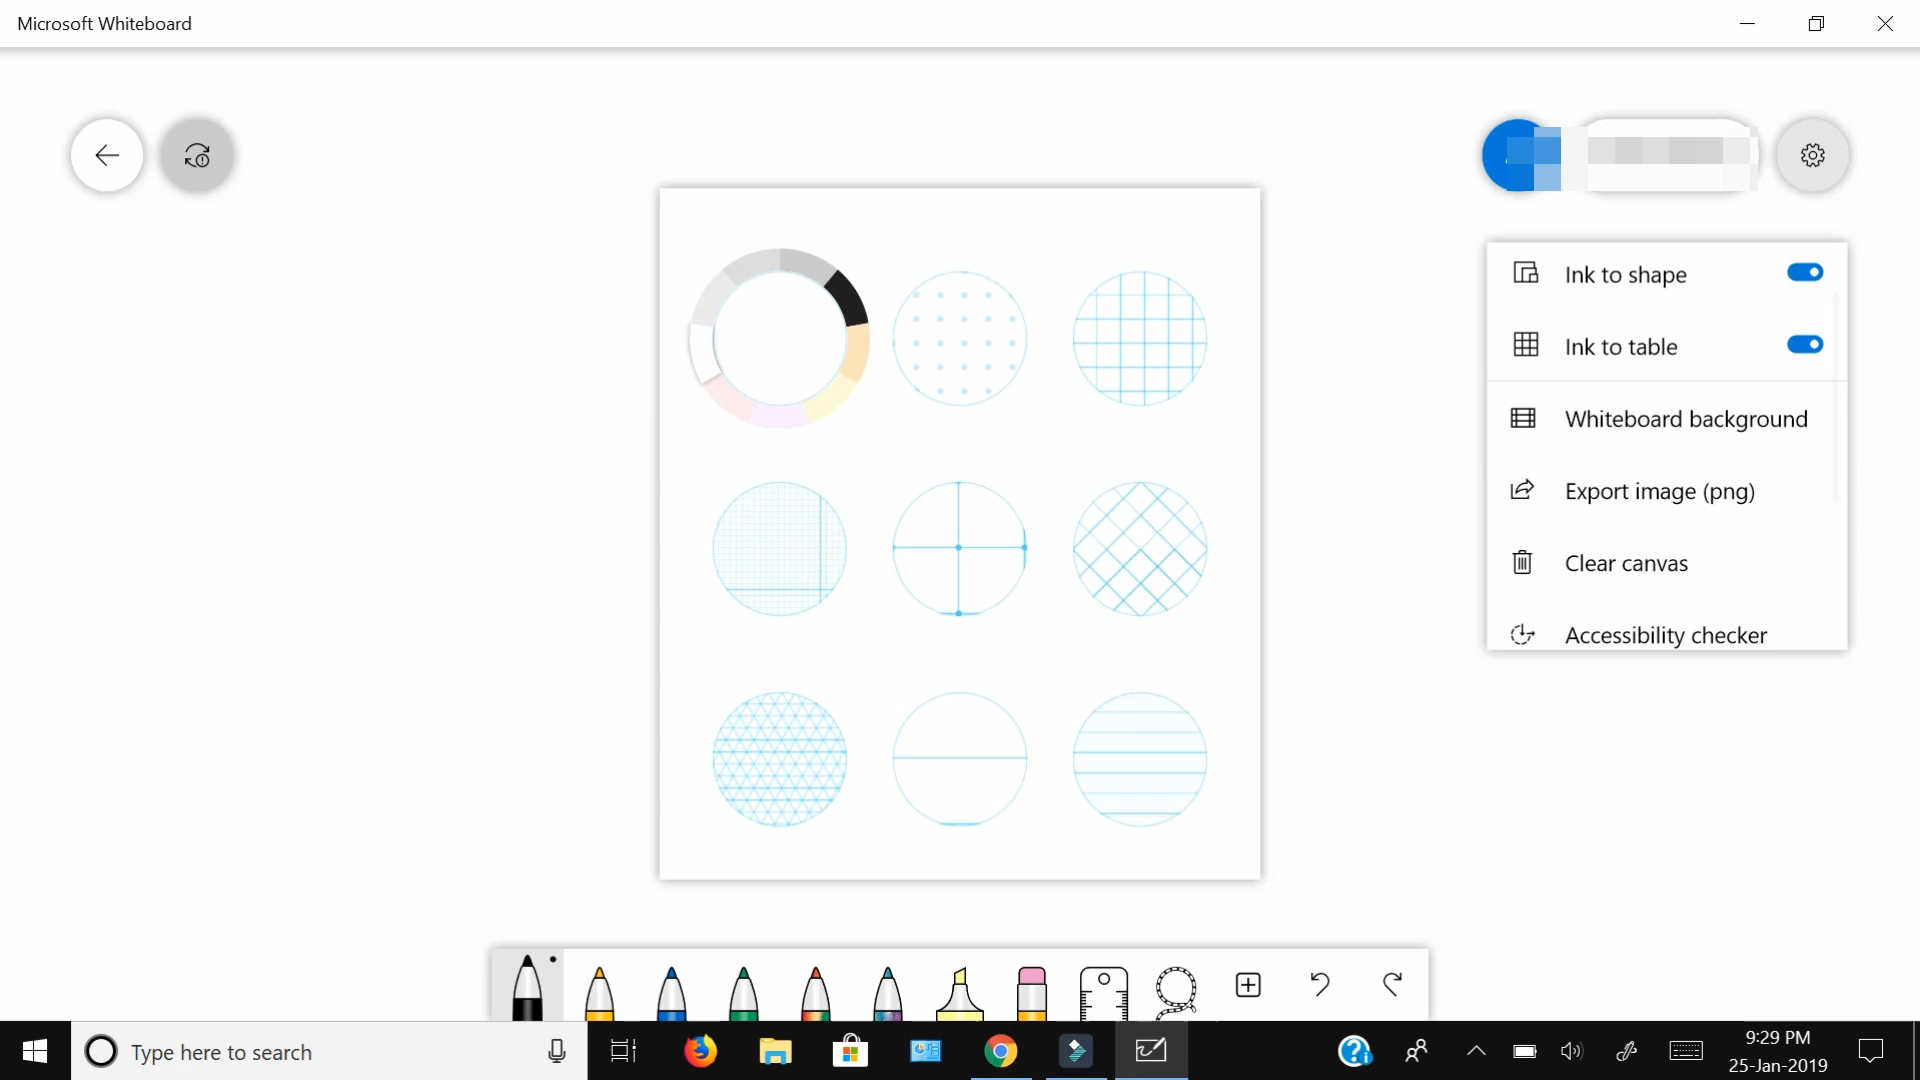 Microsoft Whiteboard
Ink to shape
Ink to table
Whiteboard background
Export image (png)
Clear canvas
Accessibility checker
Type here to search
9:29 PM
25-Jan-2019